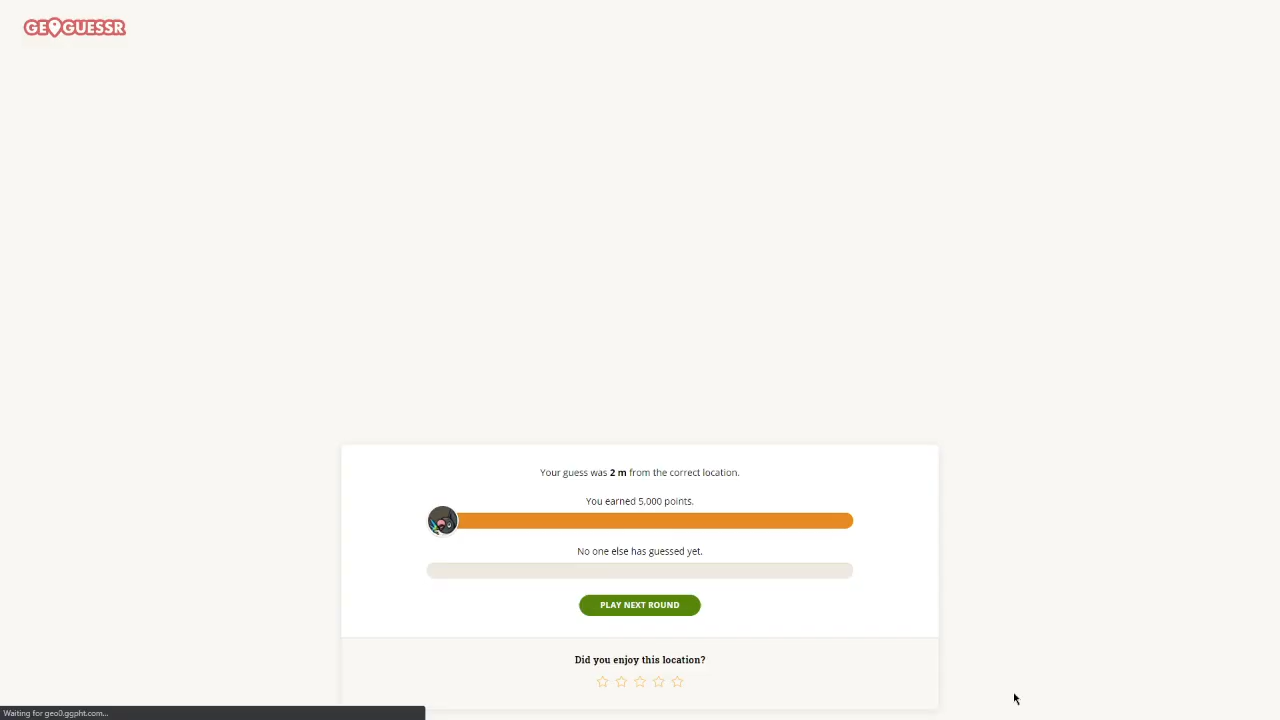 GEOGUESSR
Your guess was 2 m from the correct location.
You earned 5,000 points.
No one else has guessed yet.
PLAY NEXT ROUND
Did you enjoy this location?
Waiting for geo0.ggpht.com...